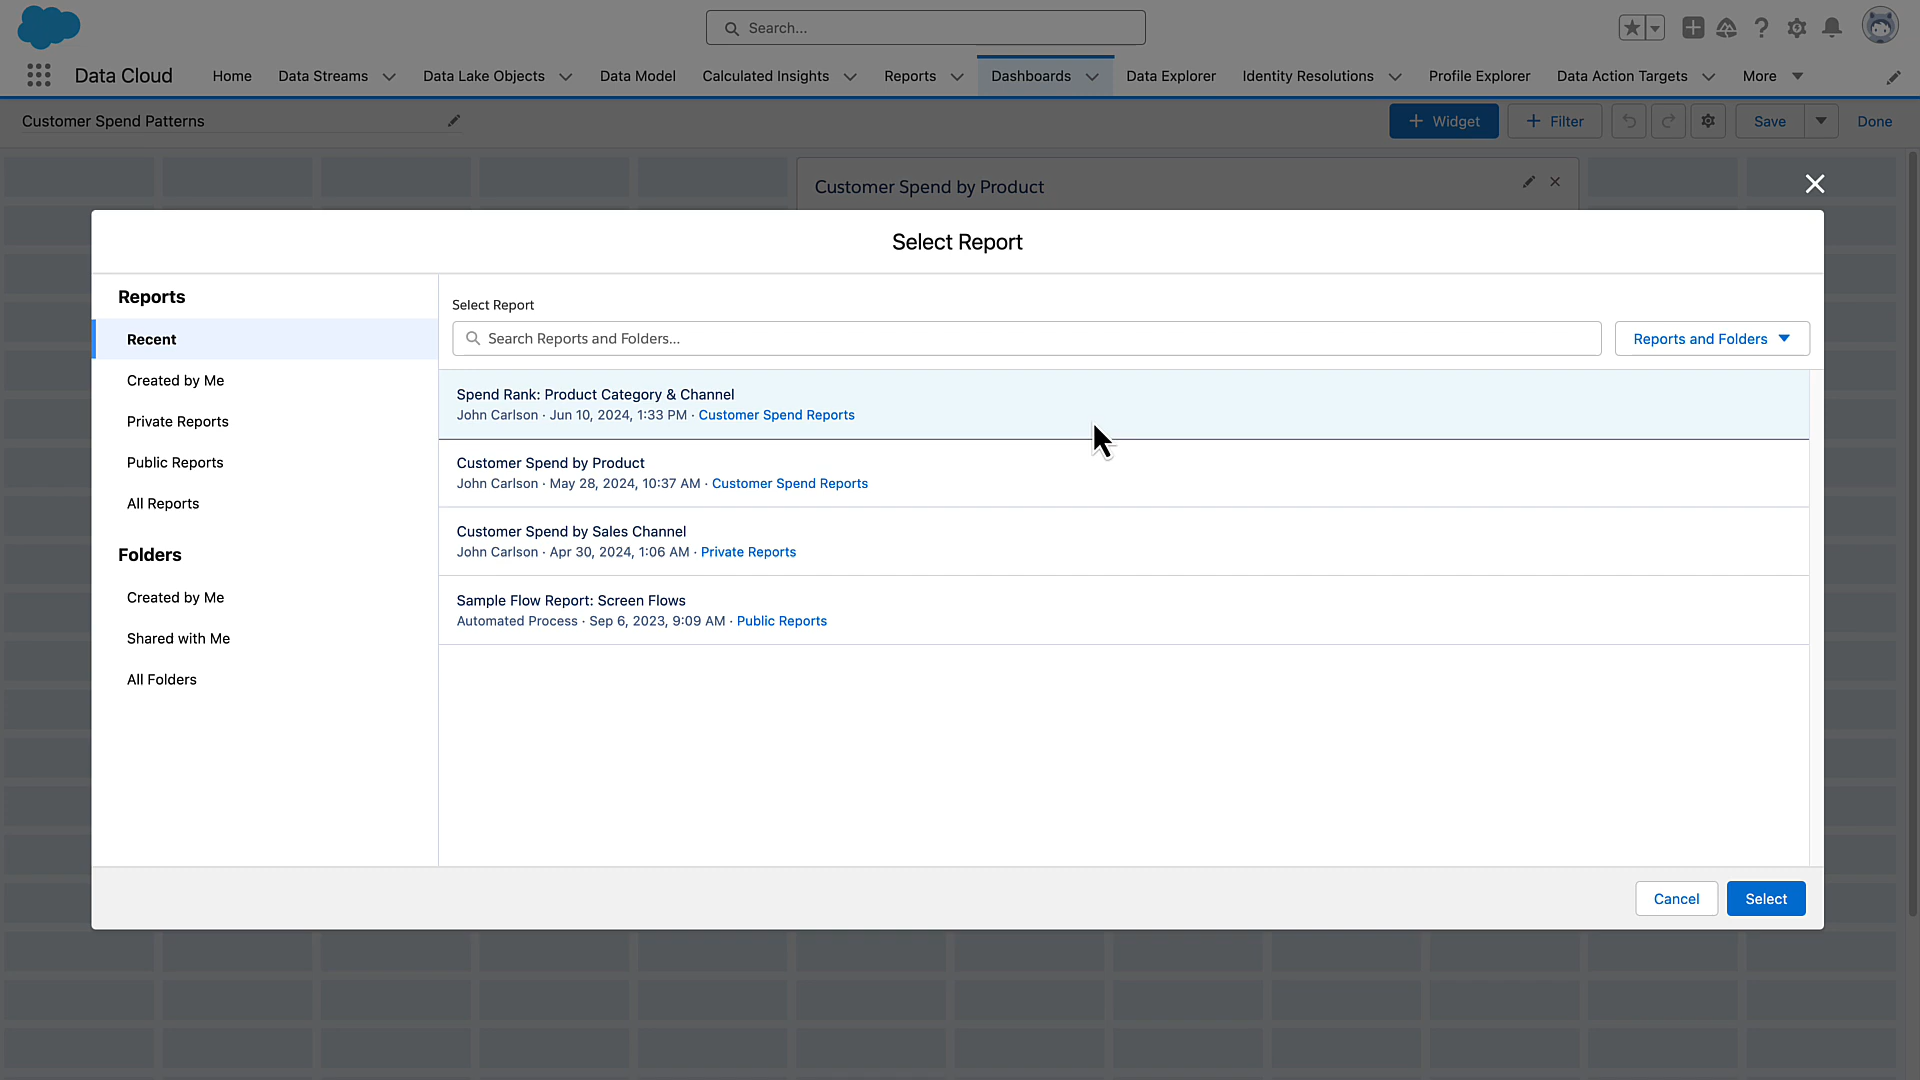 Search...
Data Cloud
Home
Data Streams
Data Lake Objects
Data Model
Calculated Insights
Reports
Dashboards
Data Explorer
Identity Resolutions
Profile Explorer
Data Action Targets
More
Customer Spend Patterns
+ Widget
+ Filter
Save
Done
Customer Spend by Product
Select Report
Reports
Recent
Created by Me
Private Reports
Public Reports
All Reports
Folders
Created by Me
Shared with Me
All Folders
Select Report
Search Reports and Folders...
Reports and Folders
Spend Rank: Product Category & Channel
John Carlson · Jun 10, 2024, 1:33 PM · Customer Spend Reports
Customer Spend by Product
John Carlson · May 28, 2024, 10:37 AM · Customer Spend Reports
Customer Spend by Sales Channel
John Carlson · Apr 30, 2024, 1:06 AM · Private Reports
Sample Flow Report: Screen Flows
Automated Process · Sep 6, 2023, 9:09 AM · Public Reports
Cancel
Select